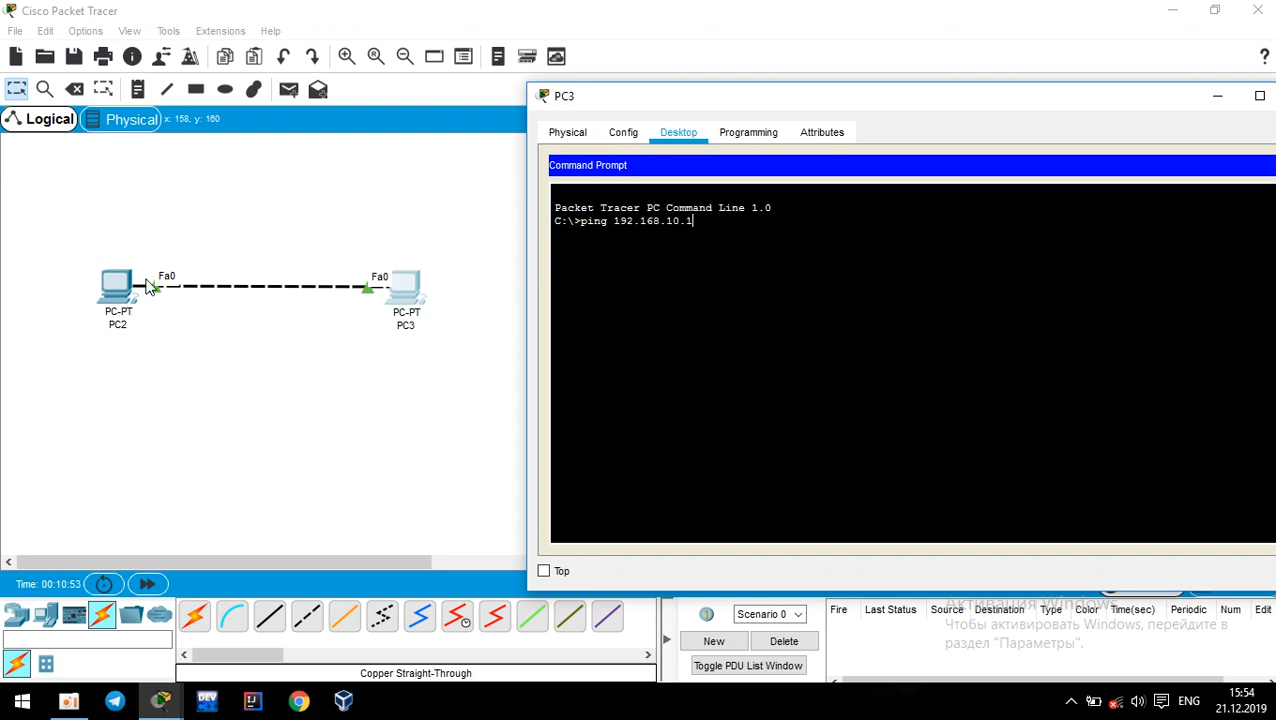 Cisco Packet Tracer
File Edit Options View Tools Extensions Help
Logical Physical x: 158, y: 160
PC3
Physical Config Desktop Programming Attributes
Command Prompt
Packet Tracer PC Command Line 1.0
C:\>ping 192.168.10.1
Fa0
Fa0
PC-PT
PC2
PC-PT
PC3
Top
Time: 00:10:53
Scenario 0
New Delete
Toggle PDU List Window
Fire Last Status Source Destination Type Color Time(sec) Periodic Num Edit
Активация Windows
Чтобы активировать Windows, перейдите в
раздел "Параметры".
Copper Straight-Through
DEV
IJ
ENG
15:54
21.12.2019